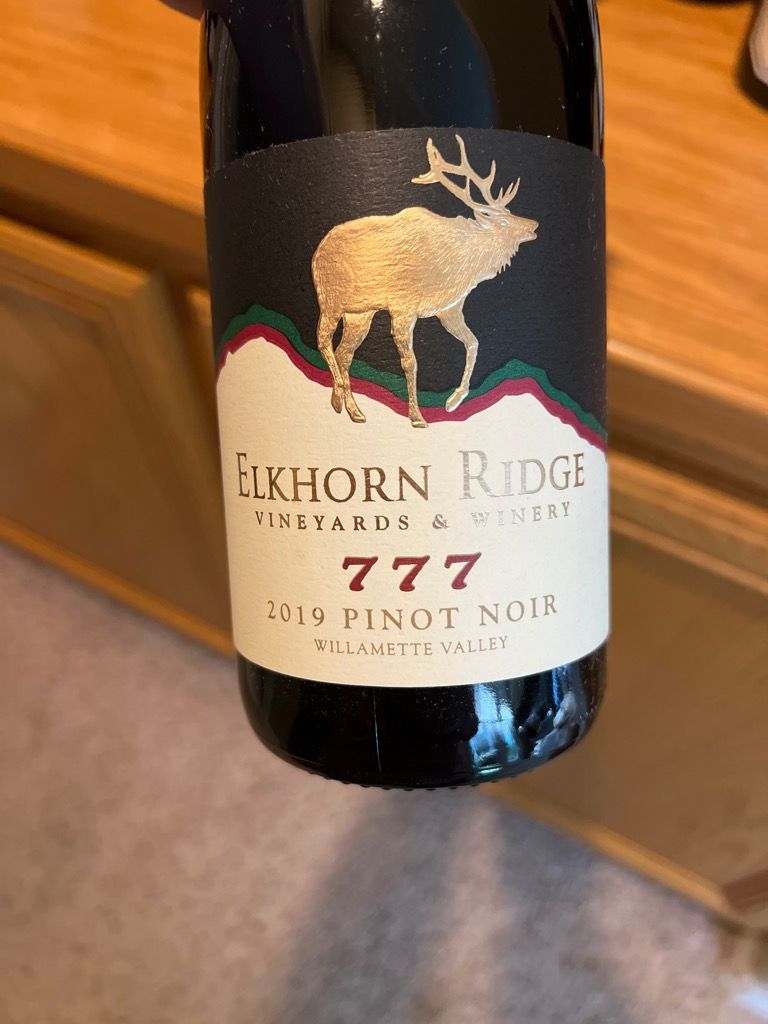 ELKHORN RIDGE
VINEYARDS & WINERY
777
2019 PINOT NOIR
WILLAMETTE VALLEY